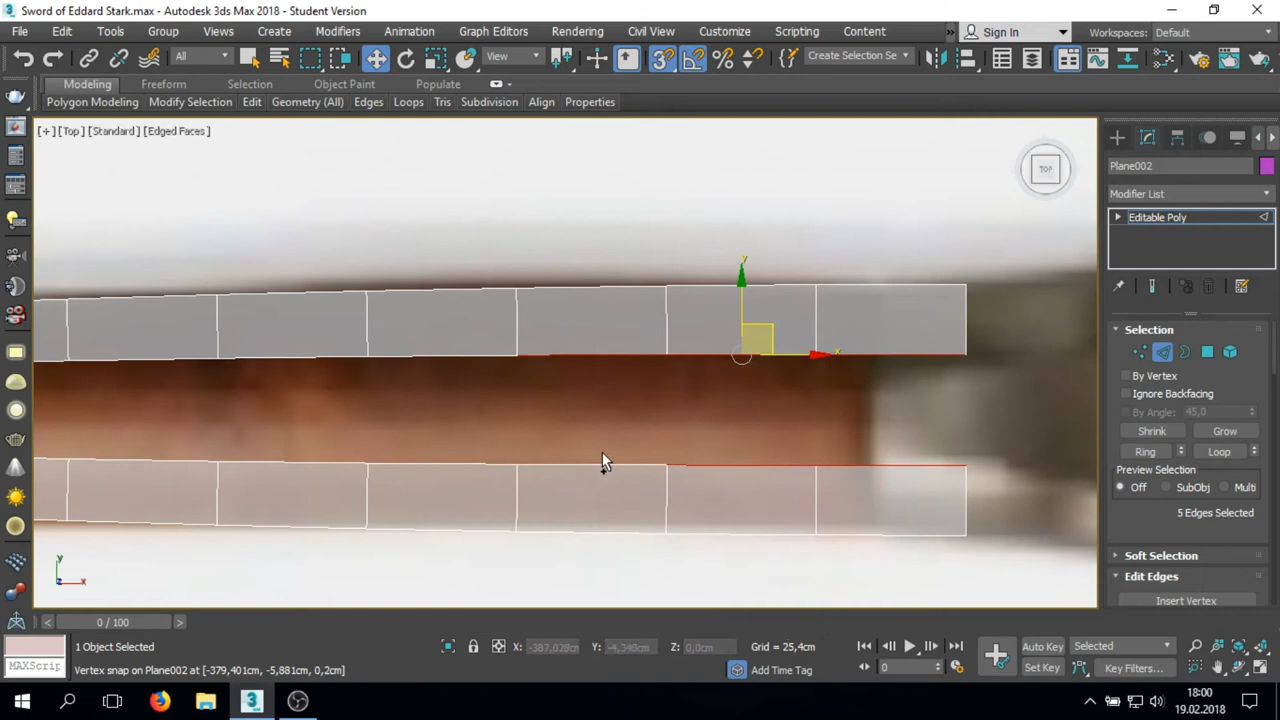 Sword of Eddard Stark.max - Autodesk 3ds Max 2018 - Student Version
File Edit Tools Group Views Create Modifiers Animation Graph Editors Rendering Civil View Customize Scripting Content » Sign In Workspaces: Default
All View 3 % Create Selection Se
Modeling Freeform Selection Object Paint Populate
Polygon Modeling Modify Selection Edit Geometry (All) Edges Loops Tris Subdivision Align Properties
[+] [Top] [Standard] [Edged Faces]
TOP
Plane002
Modifier List
Editable Poly
y
x
Selection
By Vertex
Ignore Backfacing
By Angle: 45,0
Shrink Grow
Ring Loop
Preview Selection
Off SubObj Multi
5 Edges Selected
Soft Selection
Edit Edges
Insert Vertex
y
z x
< 0 / 100 >
1 Object Selected X: -387,028cm Y: -4,346cm Z: 0,0cm Grid = 25,4cm Auto Key Selected
MAXScrip Vertex snap on Plane002 at [-379,401cm, -5,881cm, 0,2cm] Add Time Tag 0 Set Key Key Filters...
18:00
19.02.2018